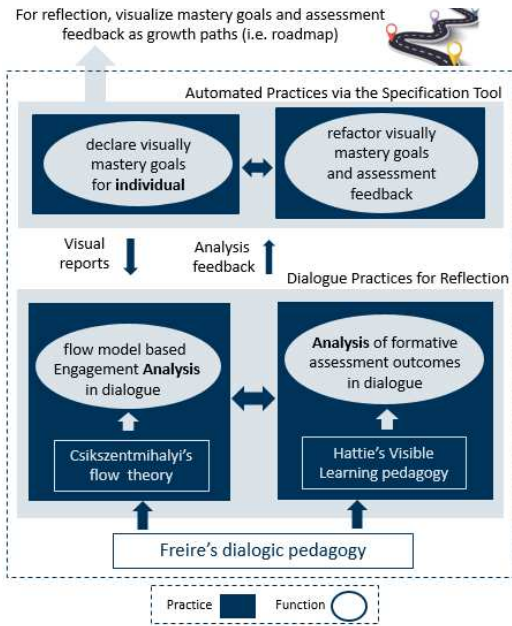 For reflection, visualize mastery goals and assessment
feedback as growth paths (i.e. roadmap)
Automated Practices via the Specification Tool
declare visually
mastery goals
for individual
refactor visually
mastery goals
and assessment
feedback
Visual
reports
Analysis
feedback
Dialogue Practices for Reflection
flow model based
Engagement Analysis
in dialogue
Analysis of formative
assessment outcomes
in dialogue
Csikszentmihalyi's
flow theory
Hattie's Visible
Learning pedagogy
Freire's dialogic pedagogy
Practice
Function